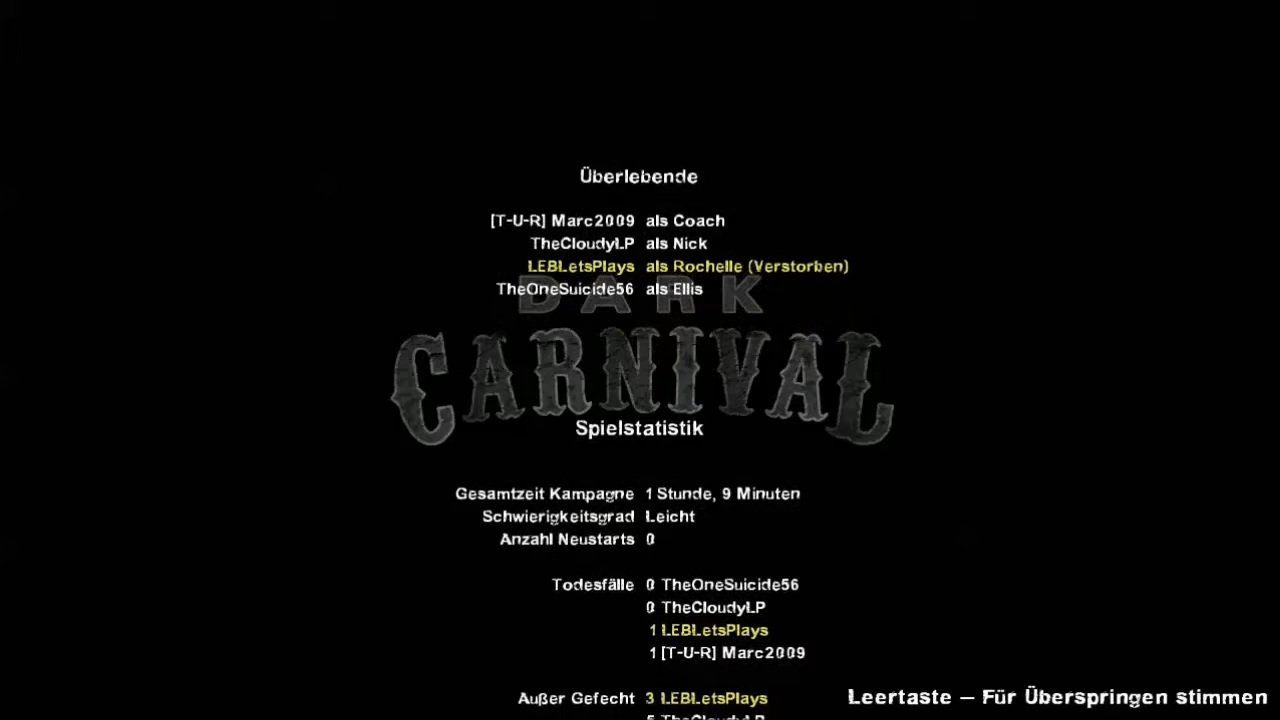 Überlebende
[T-U-R] Marc2009 als Coach
TheCloudyLP als Nick
LEBLetsPlays als Rochelle (Verstorben)
TheOneSuicide56 als Ellis
DARK
CARNIVAL
Spielstatistik
Gesamtzeit Kampagne 1 Stunde, 9 Minuten
Schwierigkeitsgrad Leicht
Anzahl Neustarts 0
Todesfälle 0 TheOneSuicide56
0 TheCloudyLP
1 LEBLetsPlays
1 [T-U-R] Marc2009
Außer Gefecht 3 LEBLetsPlays
Leertaste – Für Überspringen stimmen